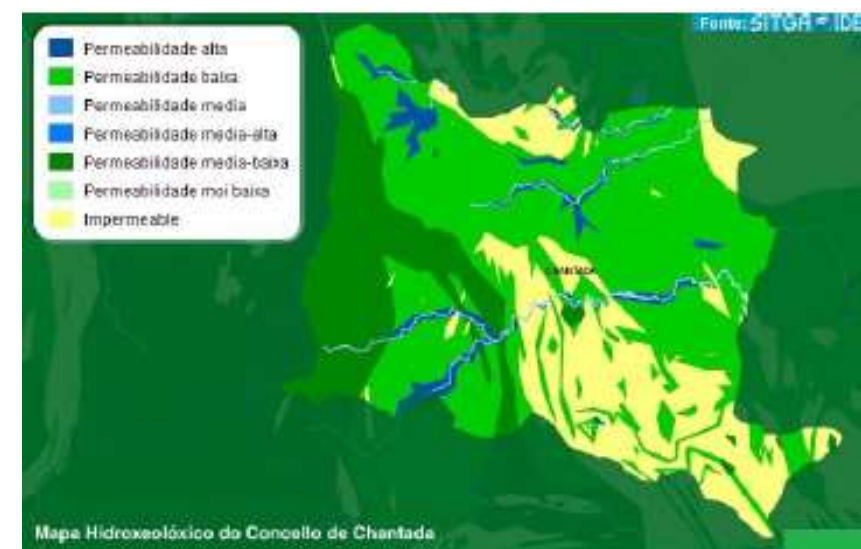 Fonte: SITGA - IDE
Permeabilidade alta
Permeabilidade baixa
Permeabilidade media
Permeabilidade media-alta
Permeabilidade media-baixa
Permeabilidade moi baixa
Impermeable
CHANTADA
Mapa Hidroxeolóxico do Concello de Chantada